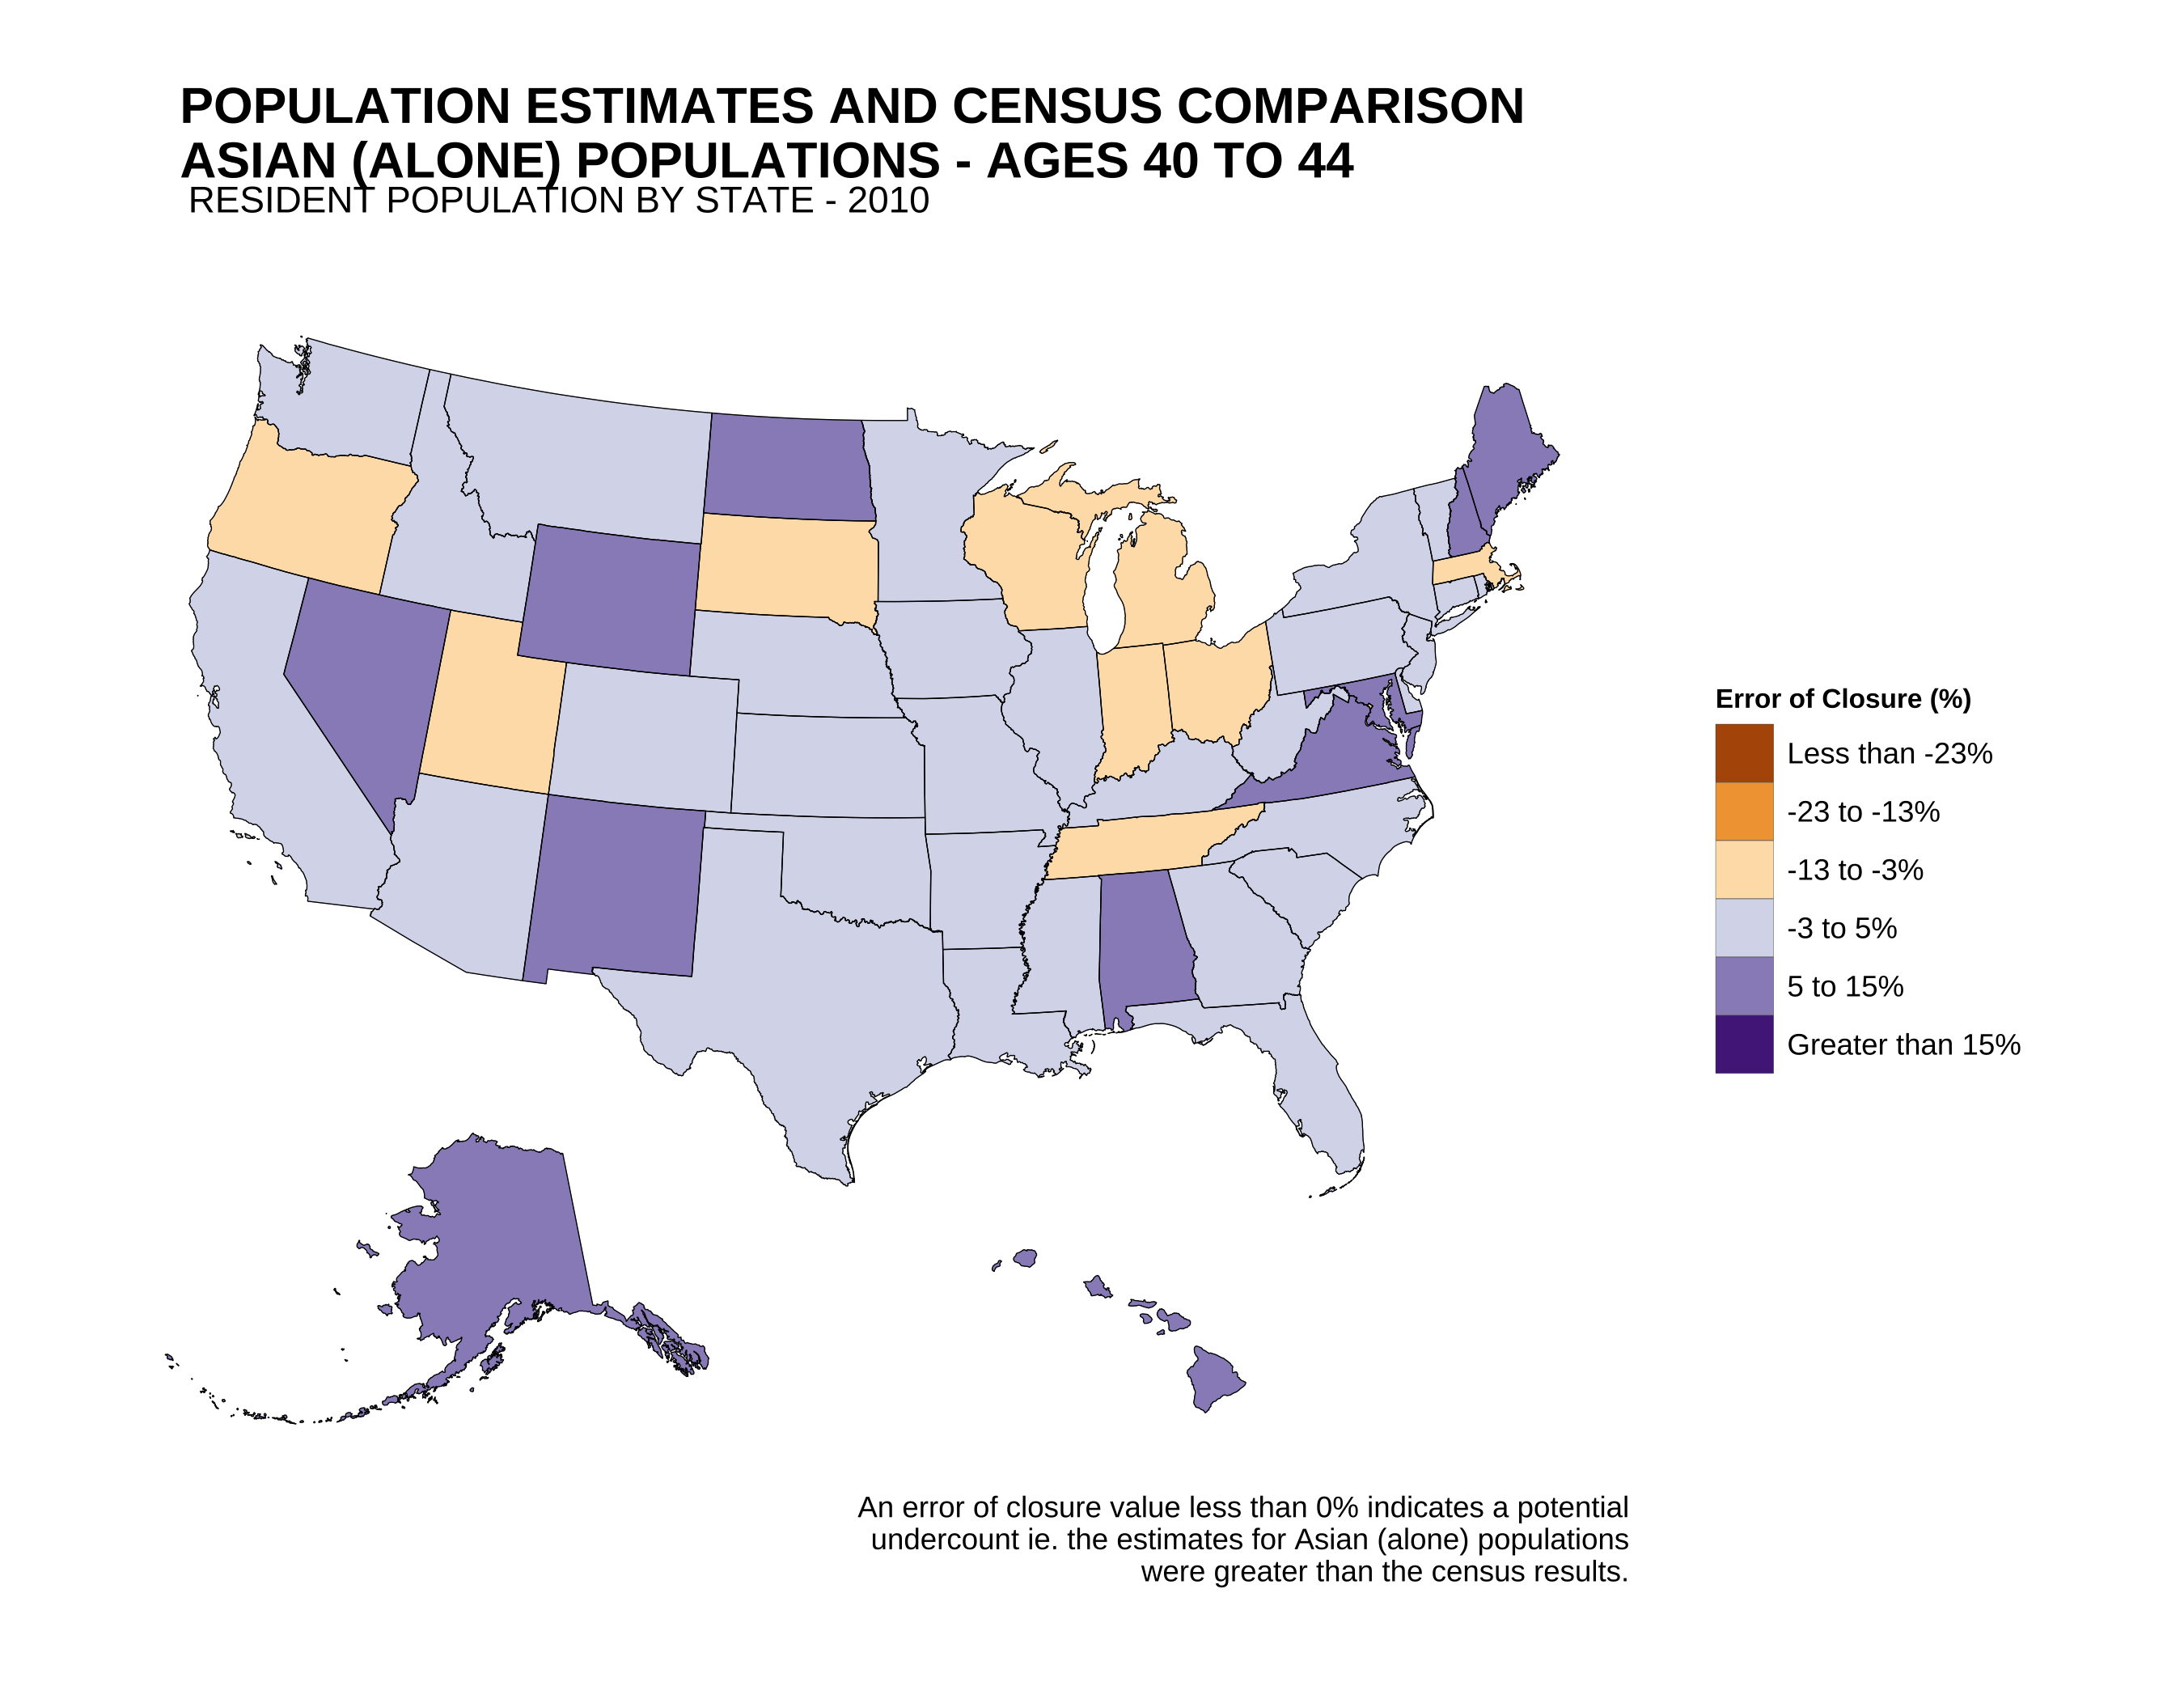 POPULATION ESTIMATES AND CENSUS COMPARISON
ASIAN (ALONE) POPULATIONS - AGES 40 TO 44
RESIDENT POPULATION BY STATE - 2010
Error of Closure (%)
Less than -23%
-23 to -13%
-13 to -3%
-3 to 5%
5 to 15%
Greater than 15%
An error of closure value less than 0% indicates a potential
undercount ie. the estimates for Asian (alone) populations
were greater than the census results.